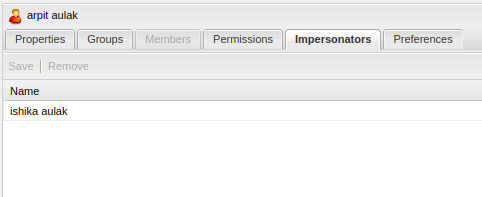 arpit aulak
Properties Groups Members Permissions Impersonators Preferences
Save Remove
Name
ishika aulak